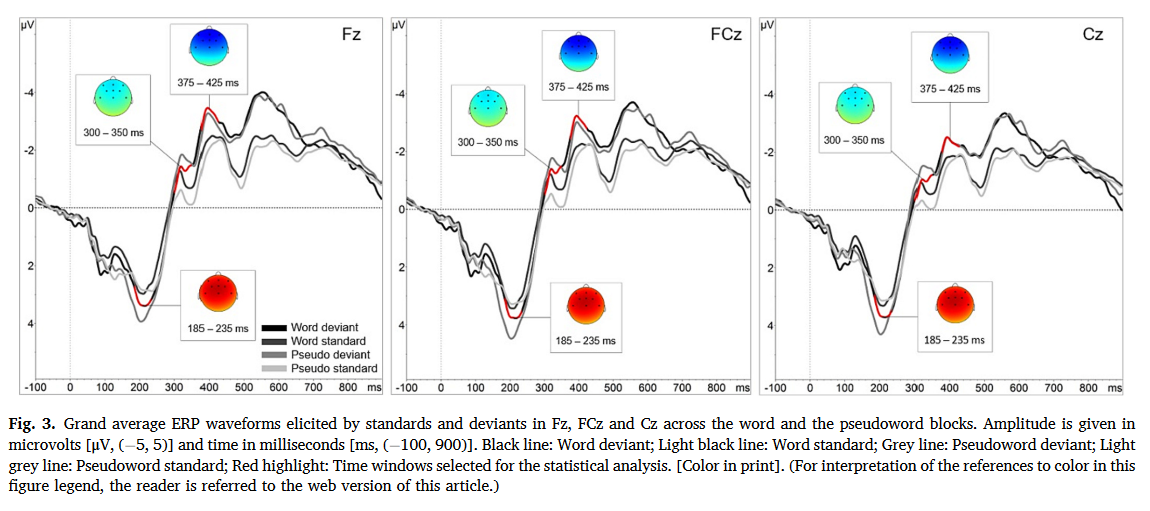 µV
Fz
375 – 425 ms
300 – 350 ms
185 – 235 ms
-4
-2
0
2
4
Word deviant
Word standard
Pseudo deviant
Pseudo standard
-100 0 100 200 300 400 500 600 700 800 ms
µV
FCz
375 – 425 ms
300 – 350 ms
185 – 235 ms
-4
-2
0
2
4
-100 0 100 200 300 400 500 600 700 800 ms
µV
Cz
375 – 425 ms
300 – 350 ms
185 – 235 ms
-4
-2
0
2
4
-100 0 100 200 300 400 500 600 700 800 ms
Fig. 3. Grand average ERP waveforms elicited by standards and deviants in Fz, FCz and Cz across the word and the pseudoword blocks. Amplitude is given in
microvolts [µV, (−5, 5)] and time in milliseconds [ms, (−100, 900)]. Black line: Word deviant; Light black line: Word standard; Grey line: Pseudoword deviant; Light
grey line: Pseudoword standard; Red highlight: Time windows selected for the statistical analysis. [Color in print]. (For interpretation of the references to color in this
figure legend, the reader is referred to the web version of this article.)